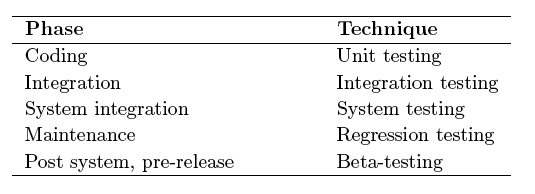 Phase Technique
Coding Unit testing
Integration Integration testing
System integration System testing
Maintenance Regression testing
Post system, pre-release Beta-testing